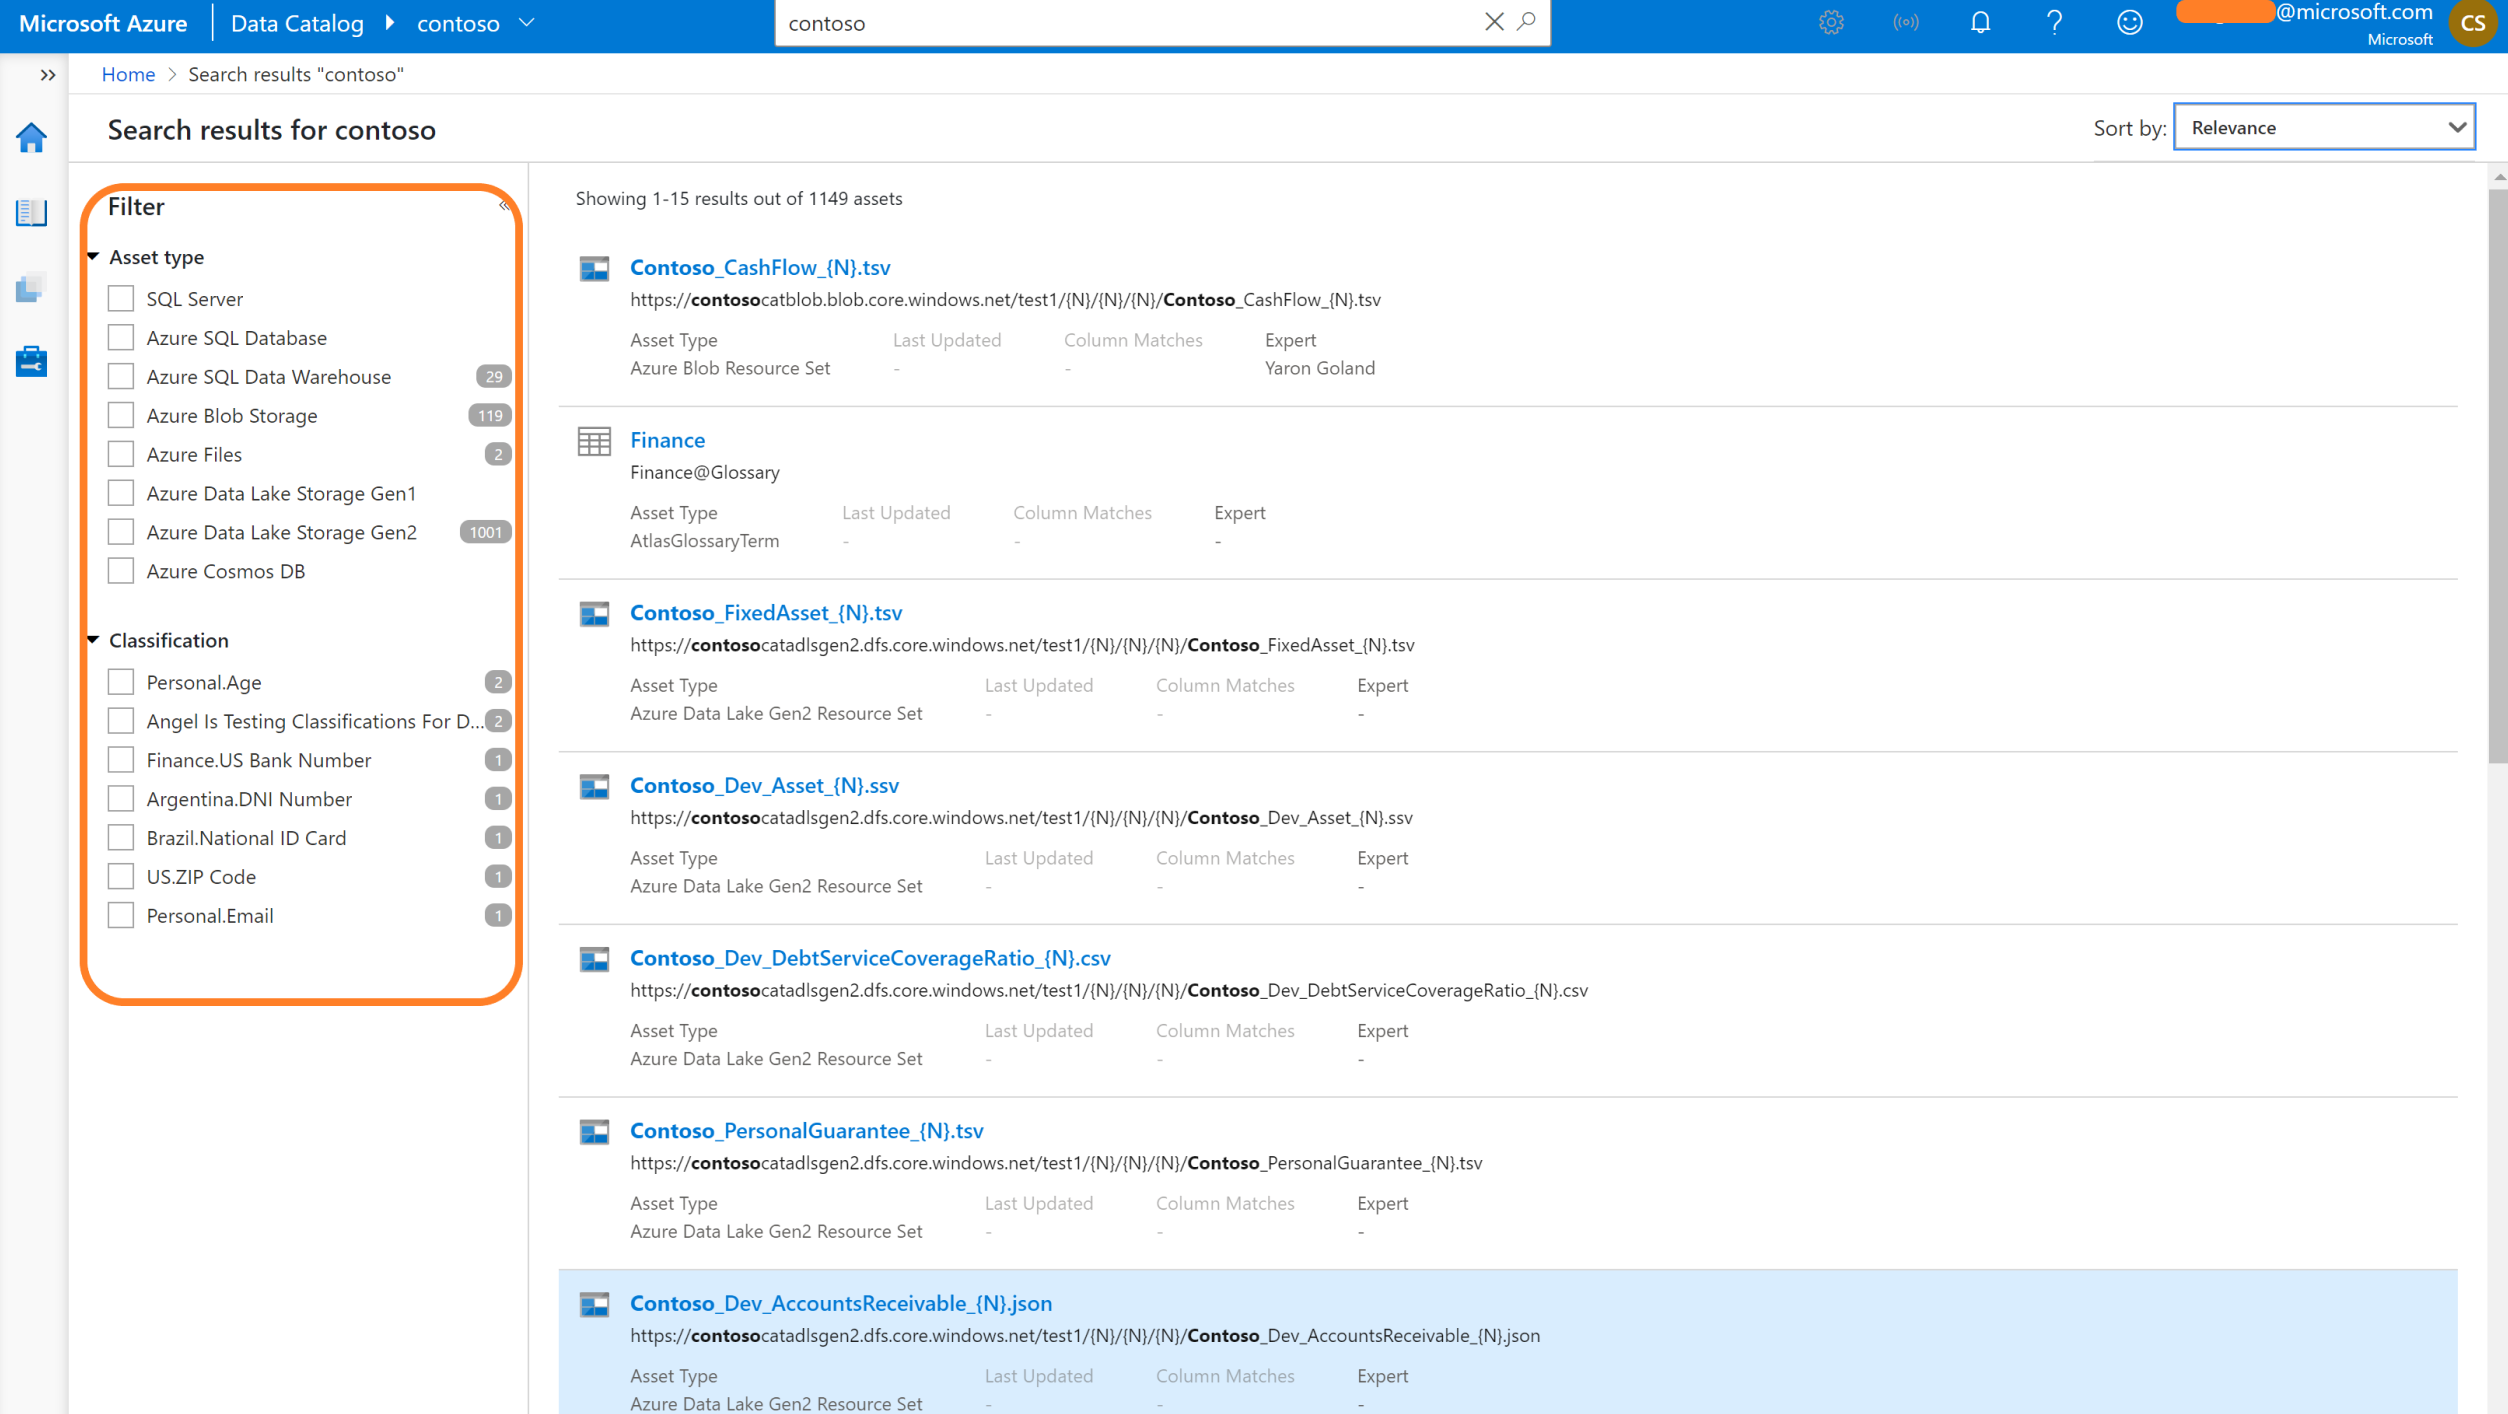 Microsoft Azure Data Catalog contoso
contoso
@microsoft.com
Microsoft
CS
Home > Search results "contoso"
Search results for contoso
Sort by: Relevance
Filter
Asset type
SQL Server
Azure SQL Database
Azure SQL Data Warehouse 29
Azure Blob Storage 119
Azure Files 2
Azure Data Lake Storage Gen1
Azure Data Lake Storage Gen2 1001
Azure Cosmos DB
Classification
Personal.Age 2
Angel Is Testing Classifications For D... 2
Finance.US Bank Number 1
Argentina.DNI Number 1
Brazil.National ID Card 1
US.ZIP Code 1
Personal.Email 1
Showing 1-15 results out of 1149 assets
Contoso_CashFlow_{N}.tsv
https://contosocatblob.blob.core.windows.net/test1/{N}/{N}/{N}/Contoso_CashFlow_{N}.tsv
Asset Type Last Updated Column Matches Expert
Azure Blob Resource Set - - Yaron Goland
Finance
Finance@Glossary
Asset Type Last Updated Column Matches Expert
AtlasGlossaryTerm - - -
Contoso_FixedAsset_{N}.tsv
https://contosocatadlsgen2.dfs.core.windows.net/test1/{N}/{N}/{N}/Contoso_FixedAsset_{N}.tsv
Asset Type Last Updated Column Matches Expert
Azure Data Lake Gen2 Resource Set - - -
Contoso_Dev_Asset_{N}.ssv
https://contosocatadlsgen2.dfs.core.windows.net/test1/{N}/{N}/{N}/Contoso_Dev_Asset_{N}.ssv
Asset Type Last Updated Column Matches Expert
Azure Data Lake Gen2 Resource Set - - -
Contoso_Dev_DebtServiceCoverageRatio_{N}.csv
https://contosocatadlsgen2.dfs.core.windows.net/test1/{N}/{N}/{N}/Contoso_Dev_DebtServiceCoverageRatio_{N}.csv
Asset Type Last Updated Column Matches Expert
Azure Data Lake Gen2 Resource Set - - -
Contoso_PersonalGuarantee_{N}.tsv
https://contosocatadlsgen2.dfs.core.windows.net/test1/{N}/{N}/{N}/Contoso_PersonalGuarantee_{N}.tsv
Asset Type Last Updated Column Matches Expert
Azure Data Lake Gen2 Resource Set - - -
Contoso_Dev_AccountsReceivable_{N}.json
https://contosocatadlsgen2.dfs.core.windows.net/test1/{N}/{N}/{N}/Contoso_Dev_AccountsReceivable_{N}.json
Asset Type Last Updated Column Matches Expert
Azure Data Lake Gen2 Resource Set - - -